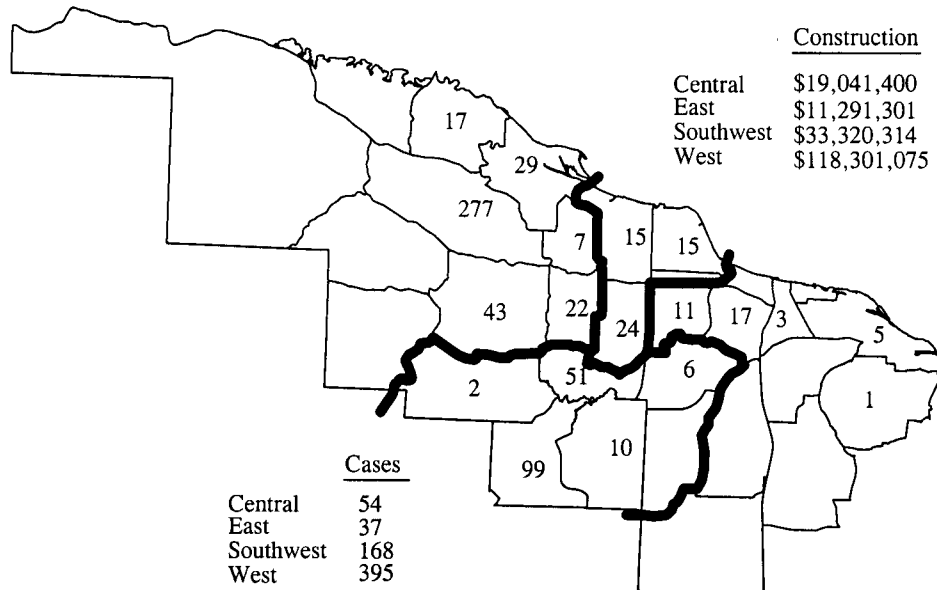 Construction
Central $19,041,400
East $11,291,301
Southwest $33,320,314
West $118,301,075
17
29
277
7
15
15
43
22
24
11
17
3
5
2
51
6
1
99
10
Cases
Central 54
East 37
Southwest 168
West 395